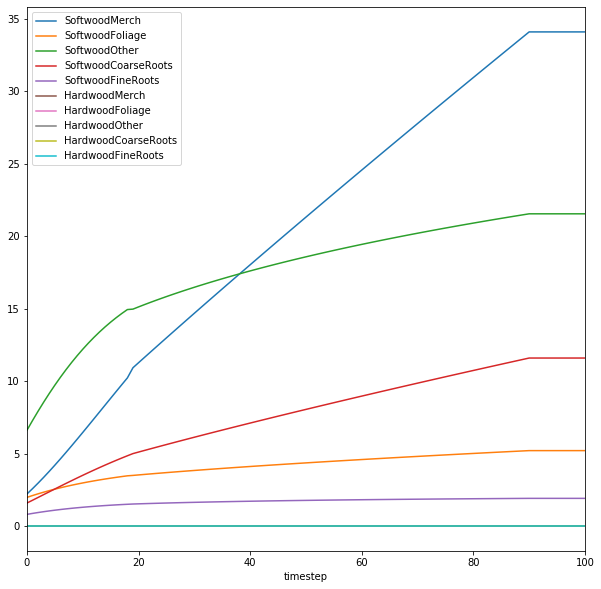 SoftwoodMerch
SoftwoodFoliage
SoftwoodOther
SoftwoodCoarseRoots
SoftwoodFineRoots
HardwoodMerch
HardwoodFoliage
HardwoodOther
HardwoodCoarseRoots
HardwoodFineRoots
35
30
25
20
15
10
5
0
0 20 40 60 80 100
timestep